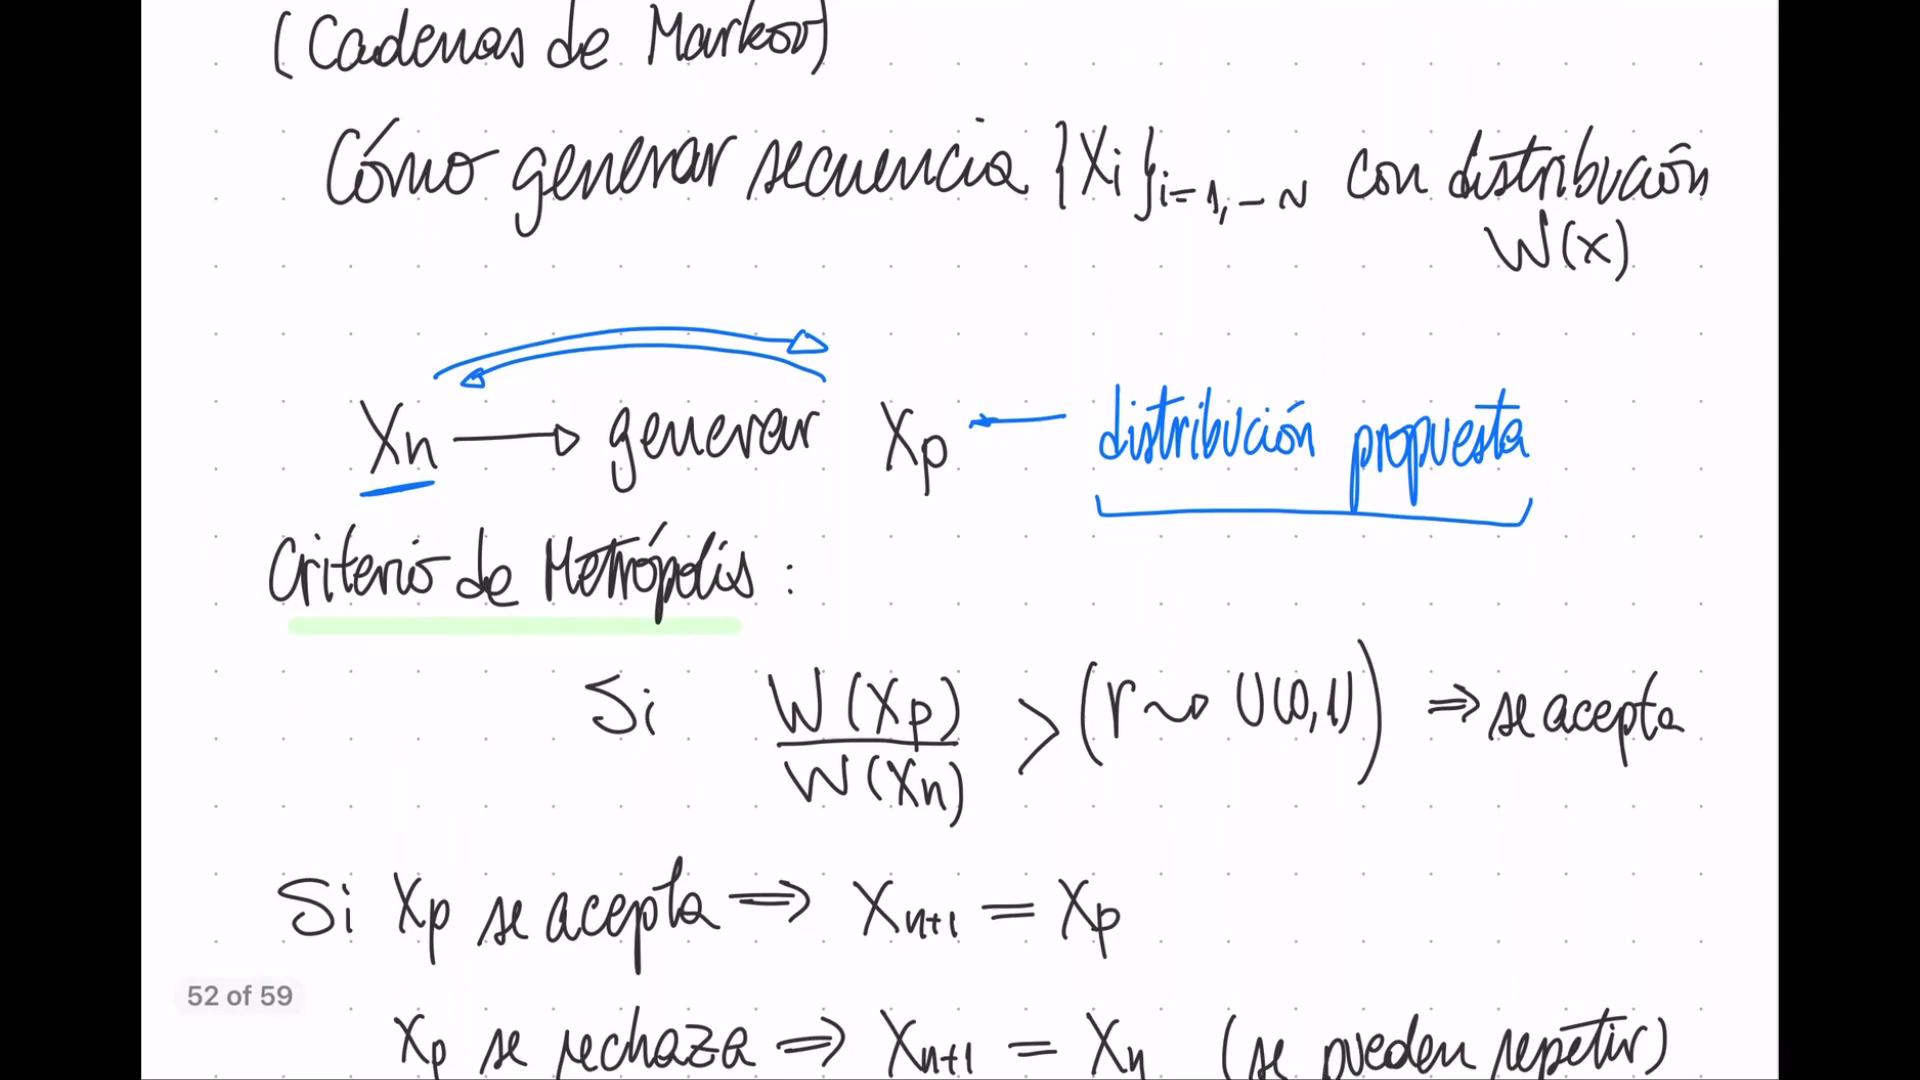 (Cadenas de Markov)
Cómo generar secuencia {Xi}i=1,-N con distribución
W(x)
Xn → generar Xp ← distribución propuesta
Criterio de Metrópolis :
Si W(Xp)/W(Xn) > (r ~ U(0,1)) ⇒ se acepta
Si Xp se acepta ⇒ Xn+1 = Xp
52 of 59
Xp se rechaza ⇒ Xn+1 = Xn (se pueden repetir)